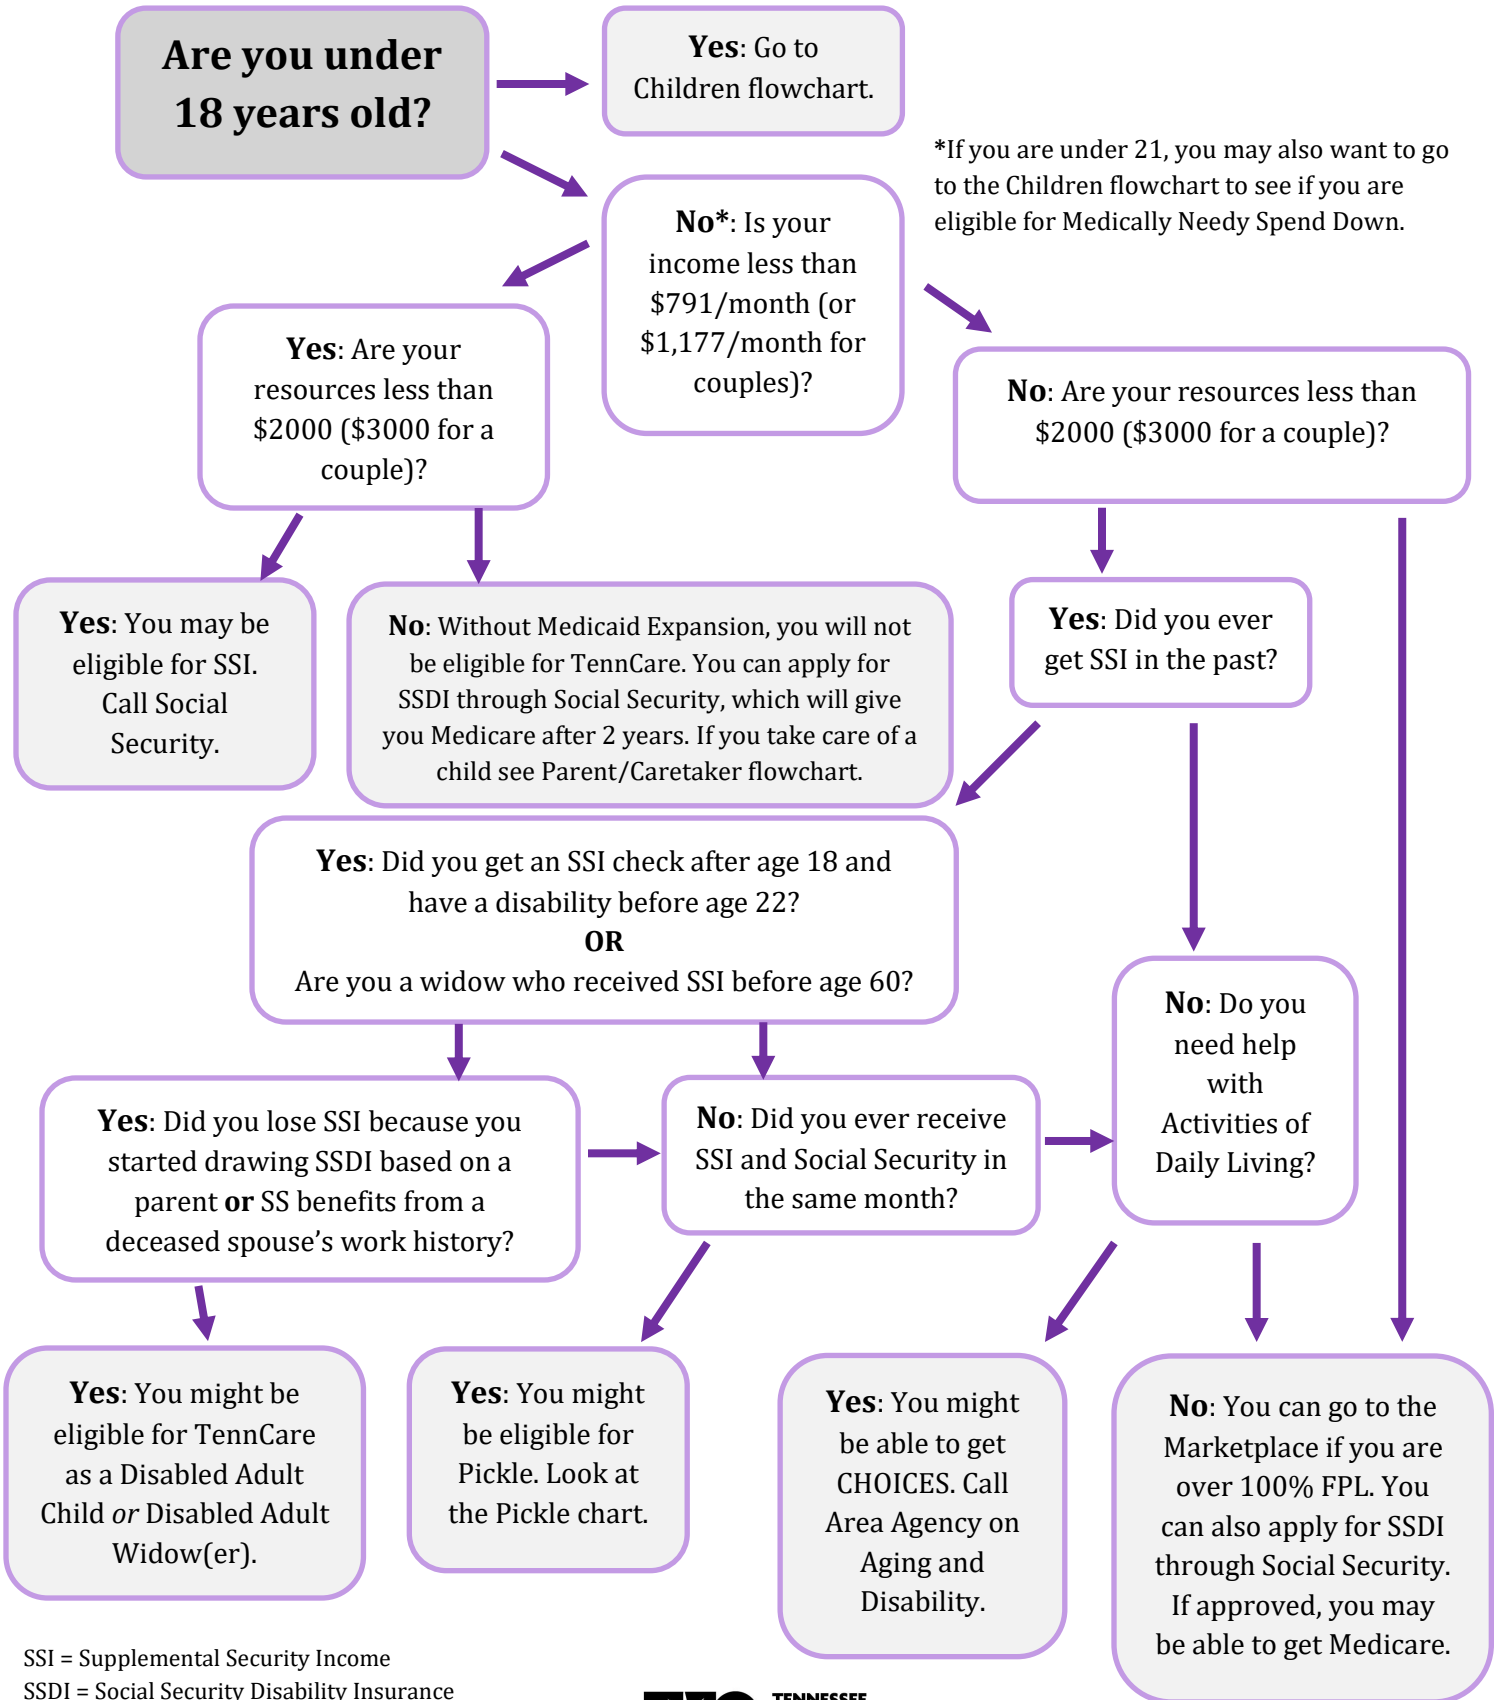 Are you under
18 years old?
Yes: Go to
Children flowchart.
*If you are under 21, you may also want to go
to the Children flowchart to see if you are
eligible for Medically Needy Spend Down.
No*: Is your
income less than
$791/month (or
$1,177/month for
couples)?
Yes: Are your
resources less than
$2000 ($3000 for a
couple)?
No: Are your resources less than
$2000 ($3000 for a couple)?
Yes: You may be
eligible for SSI.
Call Social
Security.
No: Without Medicaid Expansion, you will not
be eligible for TennCare. You can apply for
SSDI through Social Security, which will give
you Medicare after 2 years. If you take care of a
child see Parent/Caretaker flowchart.
Yes: Did you ever
get SSI in the past?
Yes: Did you get an SSI check after age 18 and
have a disability before age 22?
OR
Are you a widow who received SSI before age 60?
No: Do you
need help
with
Activities of
Daily Living?
Yes: Did you lose SSI because you
started drawing SSDI based on a
parent or SS benefits from a
deceased spouse’s work history?
No: Did you ever receive
SSI and Social Security in
the same month?
Yes: You might be
eligible for TennCare
as a Disabled Adult
Child or Disabled Adult
Widow(er).
Yes: You might
be eligible for
Pickle. Look at
the Pickle chart.
Yes: You might
be able to get
CHOICES. Call
Area Agency on
Aging and
Disability.
No: You can go to the
Marketplace if you are
over 100% FPL. You
can also apply for SSDI
through Social Security.
If approved, you may
be able to get Medicare.
SSI = Supplemental Security Income
SSDI = Social Security Disability Insurance
TENNESSEE